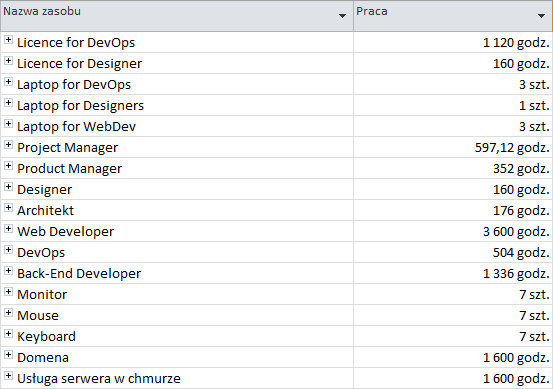 Nazwa zasobu Praca
Licence for DevOps 1 120 godz.
Licence for Designer 160 godz.
Laptop for DevOps 3 szt.
Laptop for Designers 1 szt.
Laptop for WebDev 3 szt.
Project Manager 597,12 godz.
Product Manager 352 godz.
Designer 160 godz.
Architekt 176 godz.
Web Developer 3 600 godz.
DevOps 504 godz.
Back-End Developer 1 336 godz.
Monitor 7 szt.
Mouse 7 szt.
Keyboard 7 szt.
Domena 1 600 godz.
Usługa serwera w chmurze 1 600 godz.